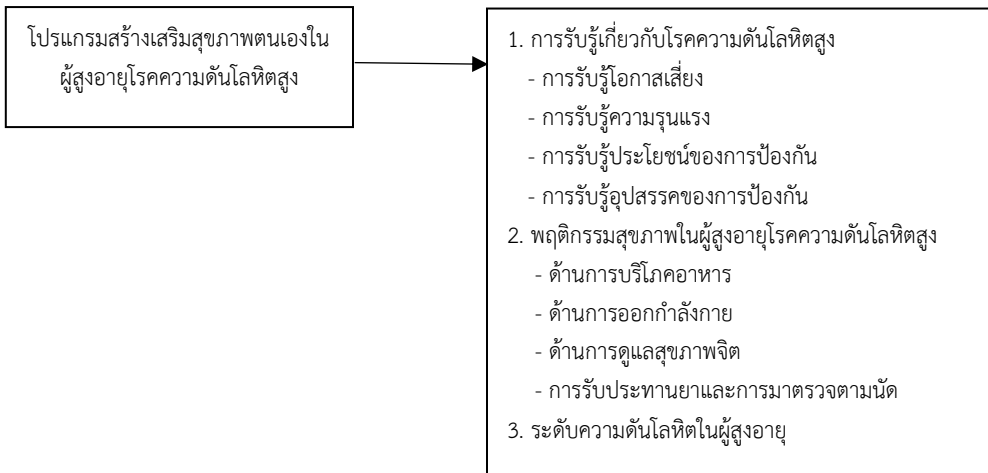 โปรแกรมสร้างเสริมสุขภาพตนเองใน
ผู้สูงอายุโรคความดันโลหิตสูง
1. การรับรู้เกี่ยวกับโรคความดันโลหิตสูง
- การรับรู้โอกาสเสี่ยง
- การรับรู้ความรุนแรง
- การรับรู้ประโยชน์ของการป้องกัน
- การรับรู้อุปสรรคของการป้องกัน
2. พฤติกรรมสุขภาพในผู้สูงอายุโรคความดันโลหิตสูง
- ด้านการบริโภคอาหาร
- ด้านการออกกำลังกาย
- ด้านการดูแลสุขภาพจิต
- การรับประทานยาและการมาตรวจตามนัด
3. ระดับความดันโลหิตในผู้สูงอายุ